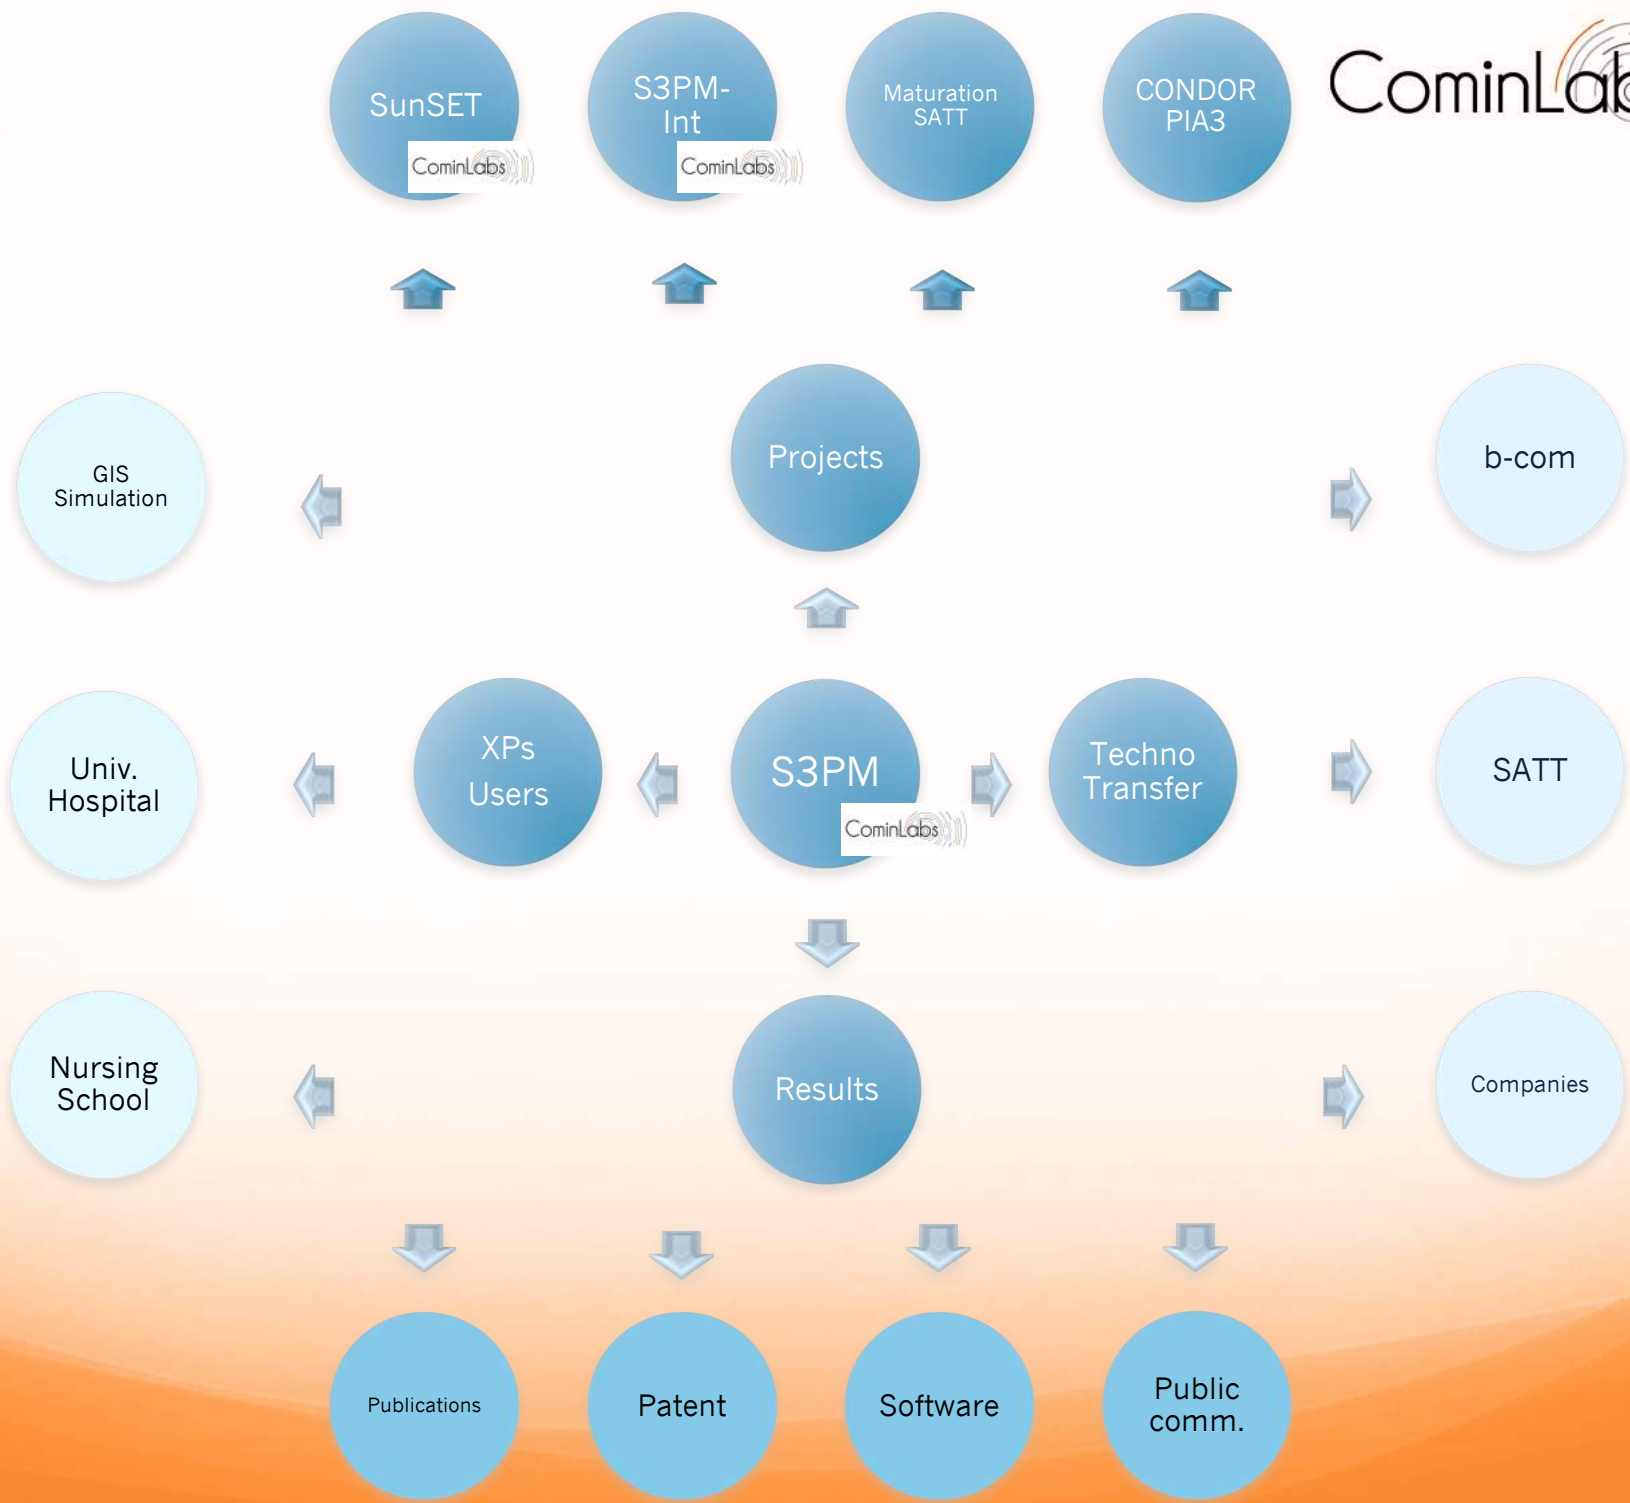 SunSET
CominLabs
S3PM-
Int
CominLabs
Maturation
SATT
CONDOR
PIA3
CominLab
GIS
Simulation
Projects
b-com
Univ.
Hospital
XPs
Users
S3PM
CominLabs
Techno
Transfer
SATT
Nursing
School
Results
Companies
Publications
Patent
Software
Public
comm.